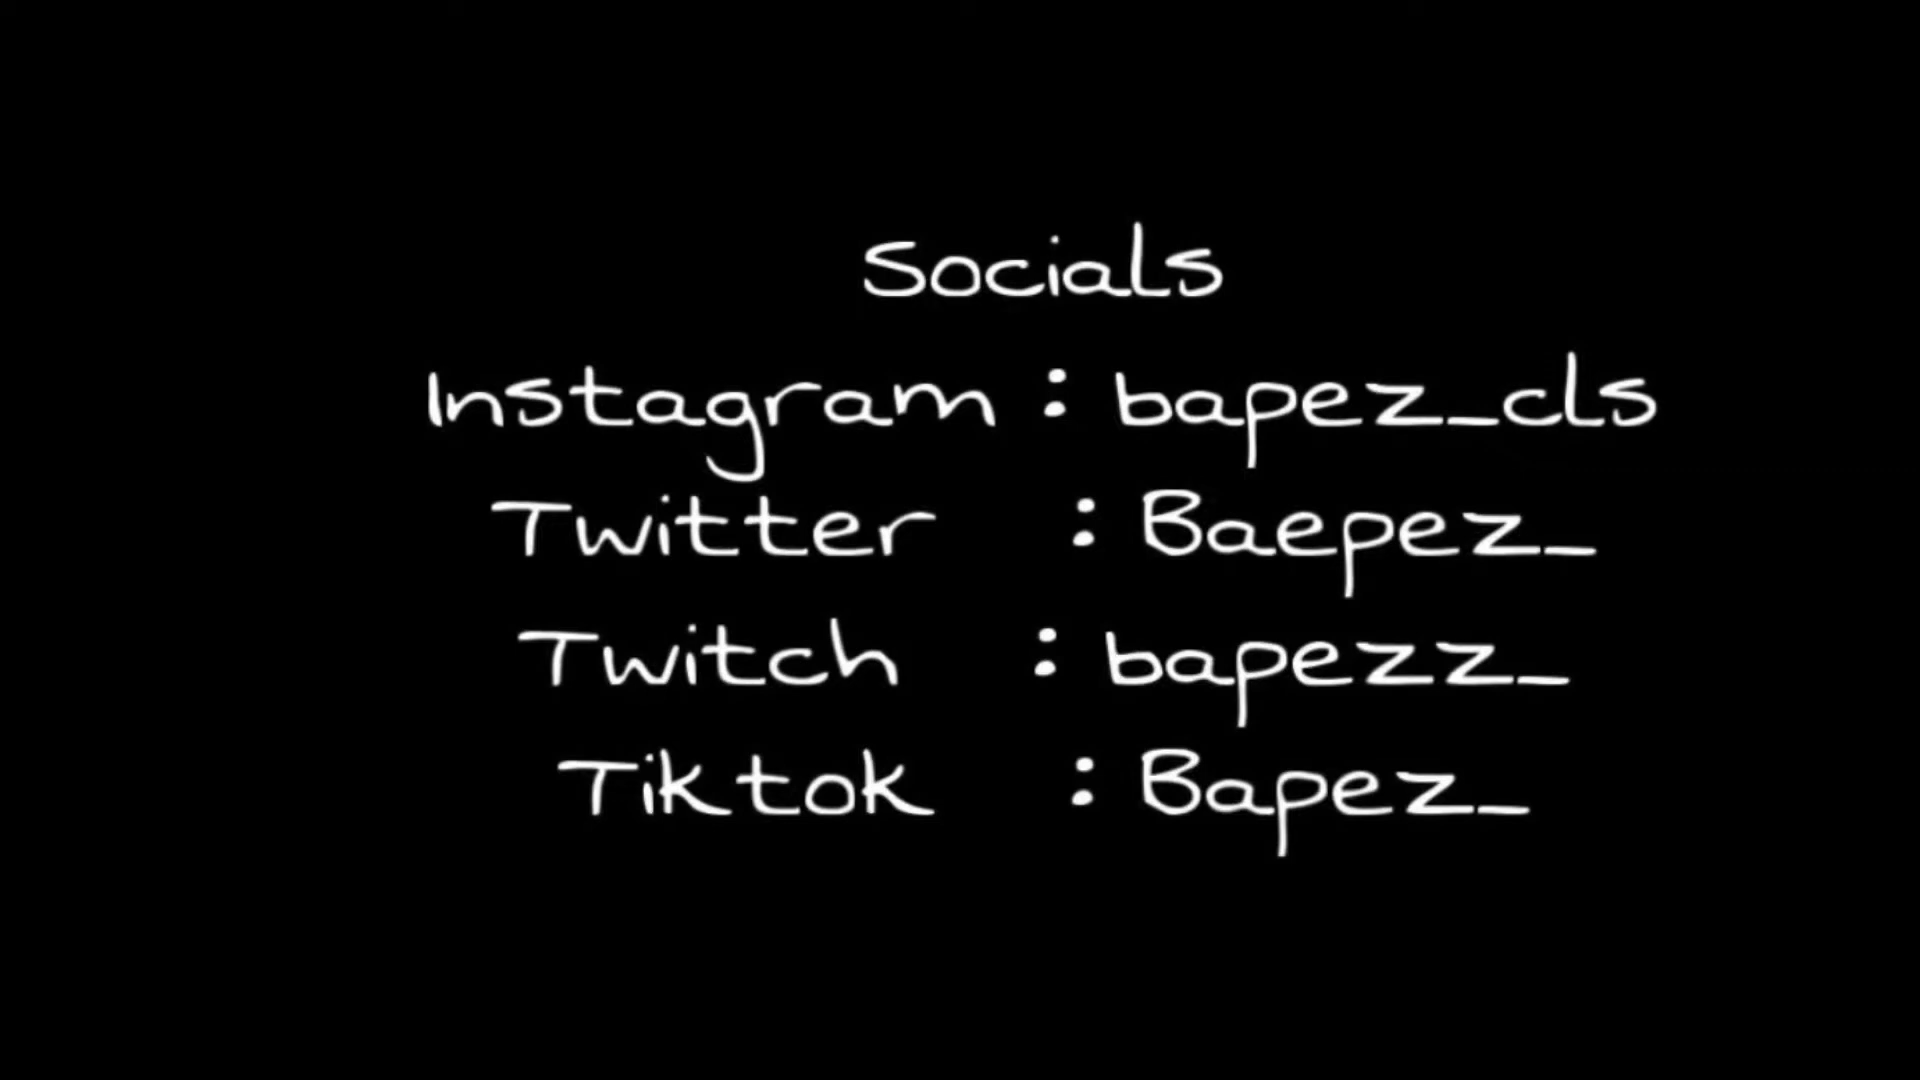 Socials
Instagram : bapez_cls
Twitter : Baepez_
Twitch : bapezz_
Tiktok : Bapez_